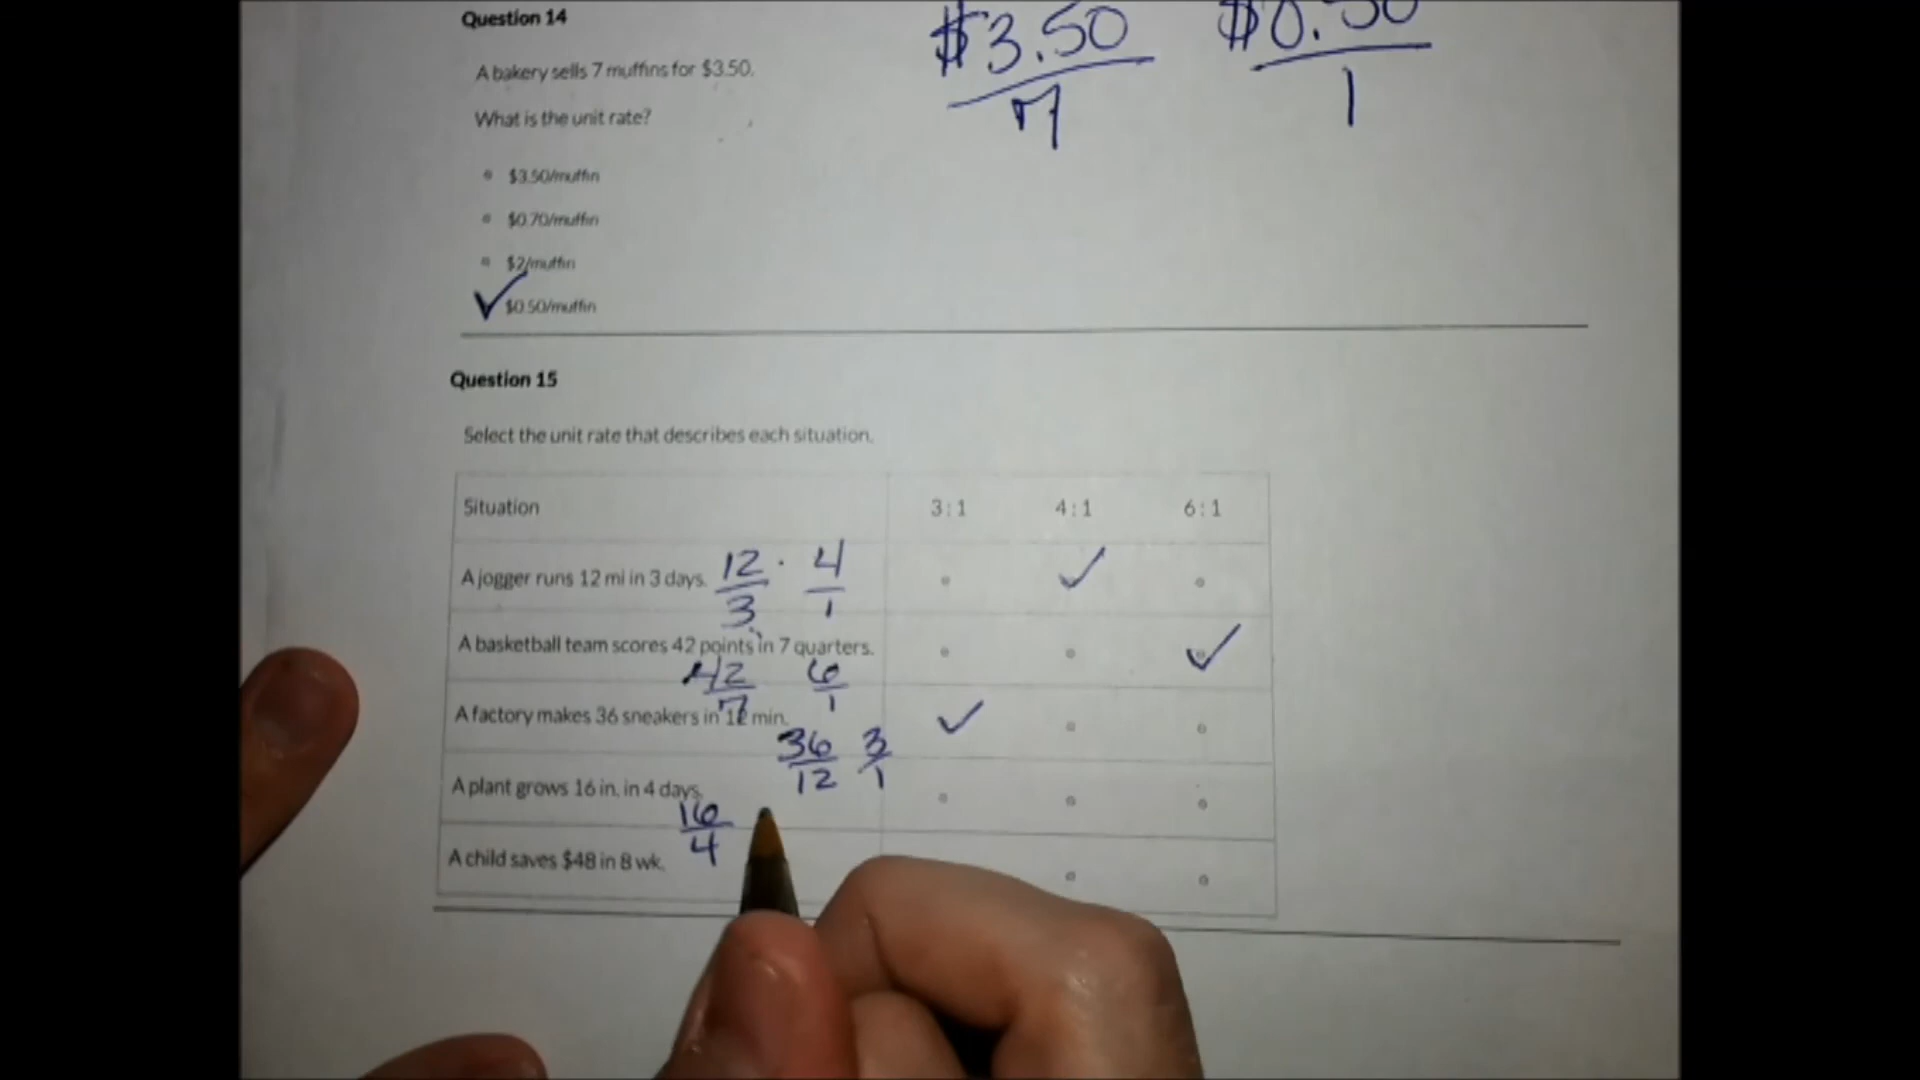 Question 14
$3.50 $0.50
7 1
A bakery sells 7 muffins for $3.50.
What is the unit rate?
$3.50/muffin
$0.70/muffin
$2/muffin
$0.50/muffin
Question 15
Select the unit rate that describes each situation.
Situation 3:1 4:1 6:1
A jogger runs 12 mi in 3 days. 12 4
3 1
A basketball team scores 42 points in 7 quarters.
42 6
7 1
A factory makes 36 sneakers in 12 min.
36 3
12 1
A plant grows 16 in. in 4 days.
16
4
A child saves $48 in 8 wk.